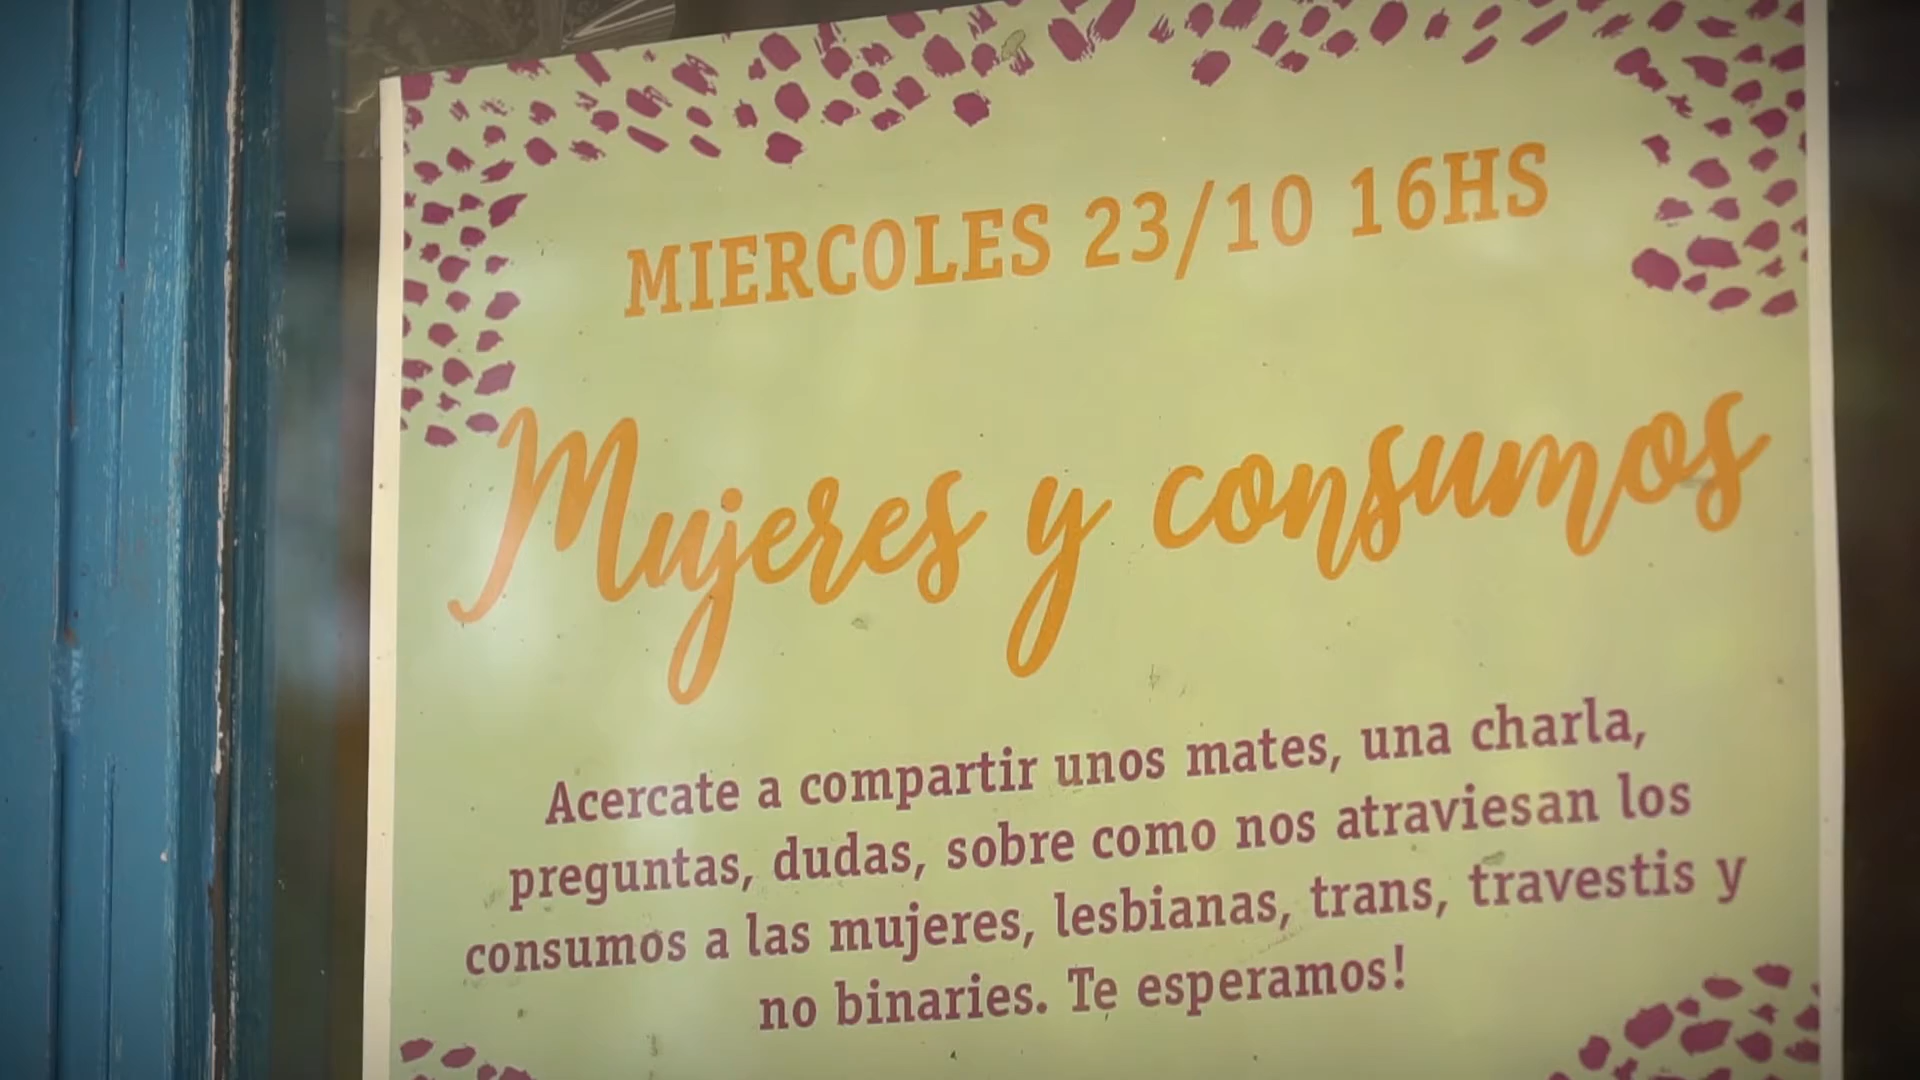 MIERCOLES 23/10 16HS
Mujeres y consumos
Acercate a compartir unos mates, una charla,
preguntas, dudas, sobre como nos atraviesan los
consumos a las mujeres, lesbianas, trans, travestis y
no binaries. Te esperamos!